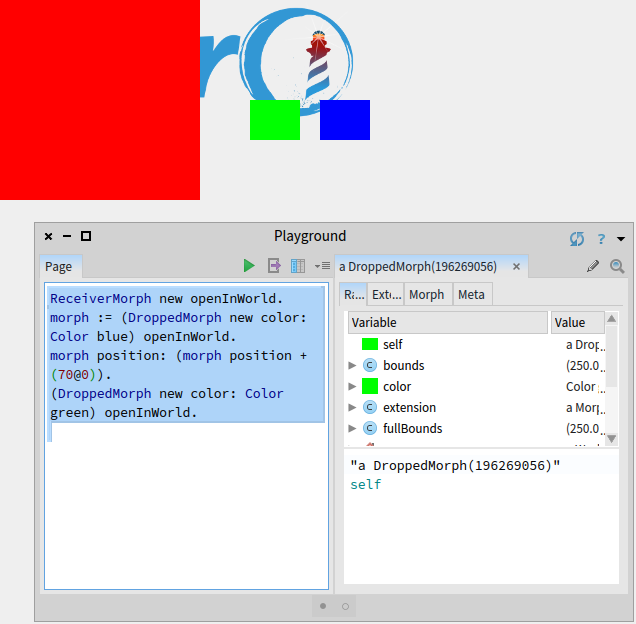 r
Playground
?
Page
a DroppedMorph(196269056)
ReceiverMorph new openInWorld.
morph := (DroppedMorph new color:
Color blue) openInWorld.
morph position: (morph position +
(70@0)).
(DroppedMorph new color: Color
green) openInWorld.
R:... Ext... Morph Meta
Variable Value
self a Drop...
C bounds (250.0...
color Color ...
C extension a Morp...
C fullBounds (250.0...
"a DroppedMorph(196269056)"
self